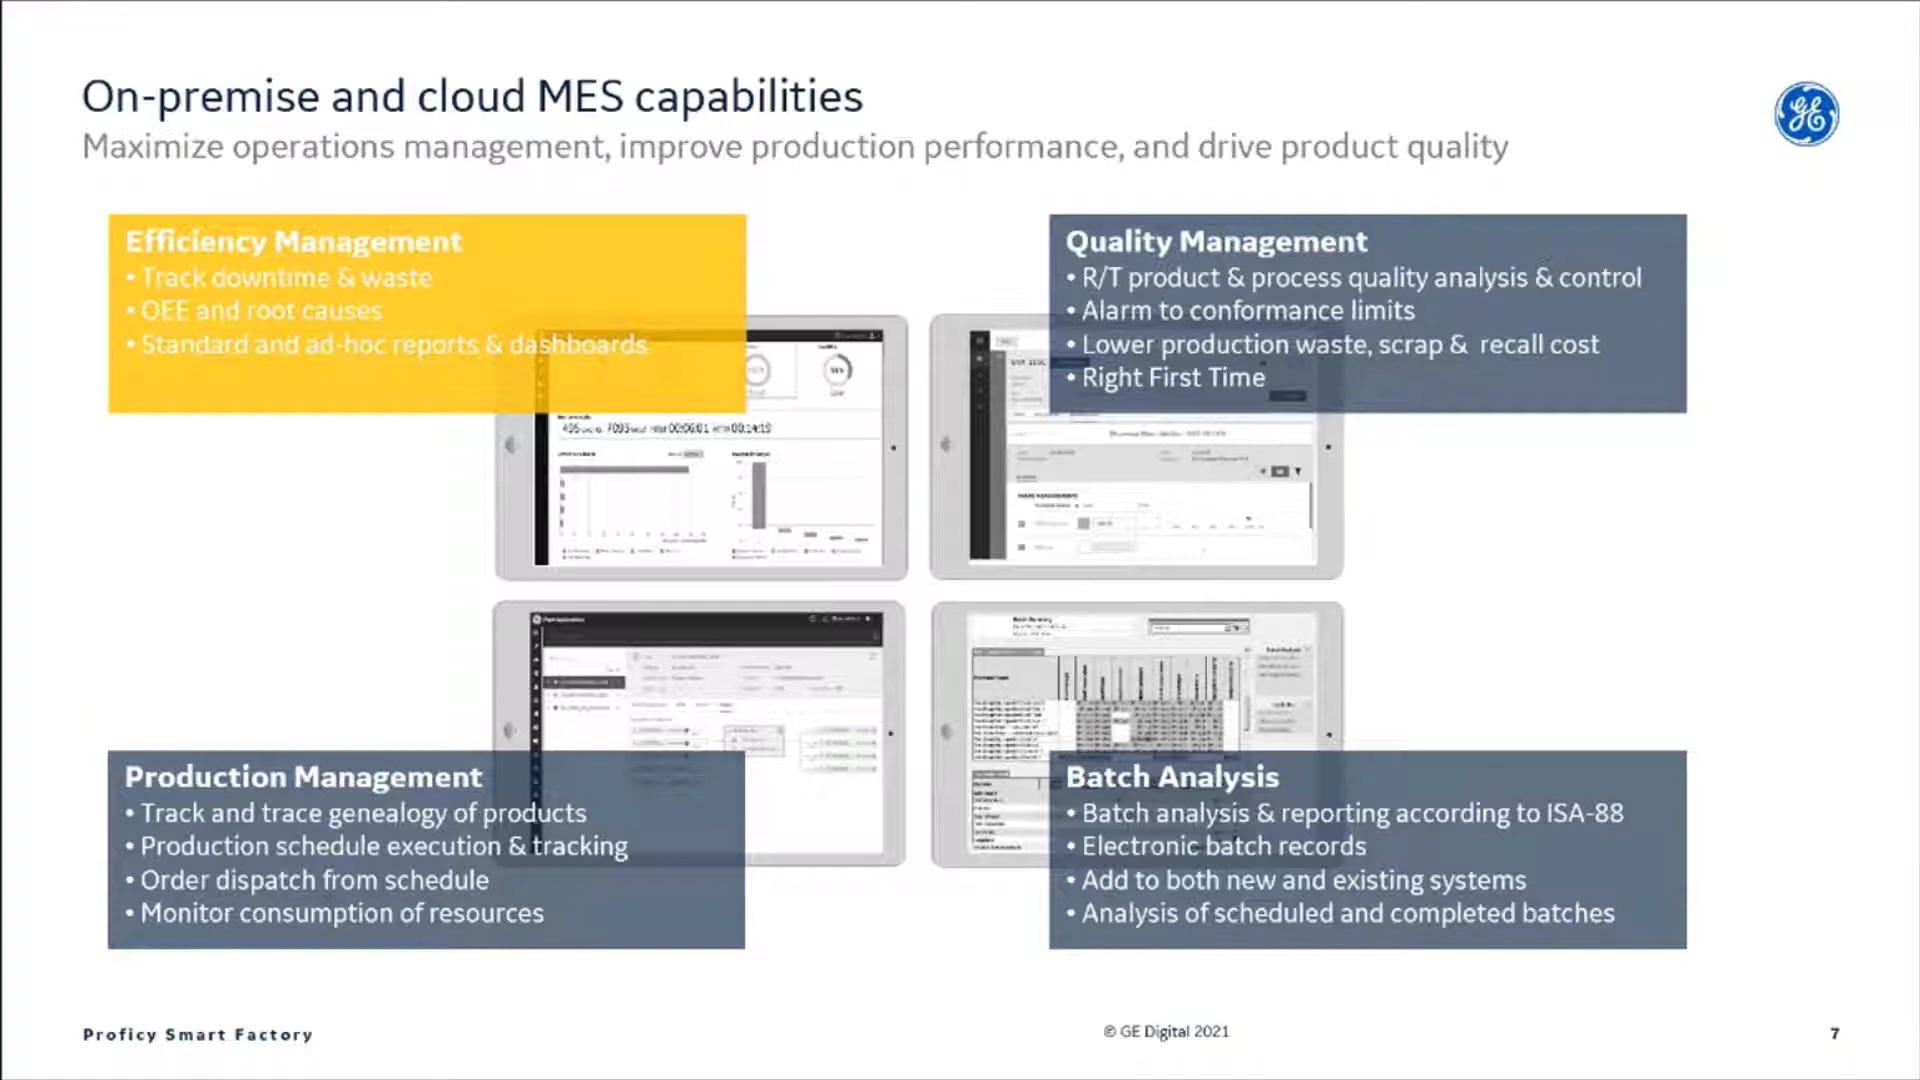 On-premise and cloud MES capabilities
Maximize operations management, improve production performance, and drive product quality
Efficiency Management
• Track downtime & waste
• OEE and root causes
• Standard and ad-hoc reports & dashboards
Quality Management
• R/T product & process quality analysis & control
• Alarm to conformance limits
• Lower production waste, scrap & recall cost
• Right First Time
Production Management
• Track and trace genealogy of products
• Production schedule execution & tracking
• Order dispatch from schedule
• Monitor consumption of resources
Batch Analysis
• Batch analysis & reporting according to ISA-88
• Electronic batch records
• Add to both new and existing systems
• Analysis of scheduled and completed batches
Proficy Smart Factory
© GE Digital 2021
7